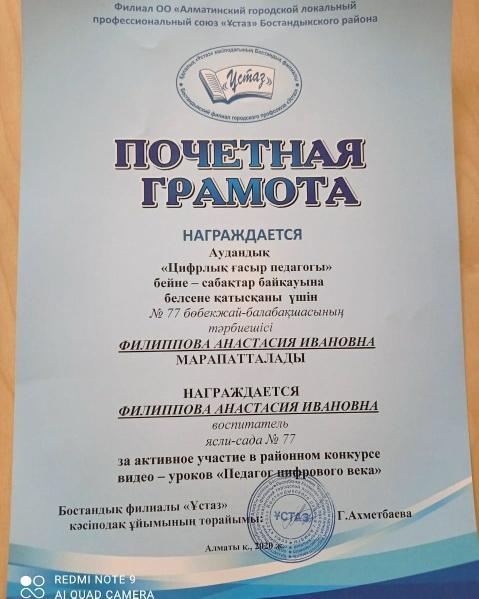 Филиал ОО «Алматинский городской локальный
профессиональный союз «Ұстаз» Бостандыкского района
«Ұстаз»
ПОЧЕТНАЯ
ГРАМОТА
НАГРАЖДАЕТСЯ
Аудандық
«Цифрлық ғасыр педагогы»
бейне – сабақтар байқауына
белсене қатысқаны үшін
№ 77 бөбекжай-балабақшасының
тәрбиешісі
ФИЛИППОВА АНАСТАСИЯ ИВАНОВНА
МАРАПАТТАЛАДЫ
НАГРАЖДАЕТСЯ
ФИЛИППОВА АНАСТАСИЯ ИВАНОВНА
воспитатель
ясли-сада № 77
за активное участие в районном конкурсе
видео – уроков «Педагог цифрового века»
Бостандық филиалы «Ұстаз»
кәсіподақ ұйымының төрайымы:
ҰСТАЗ
Г.Ахметбаева
Алматы қ., 2020 ж.
REDMI NOTE 9
AI QUAD CAMERA